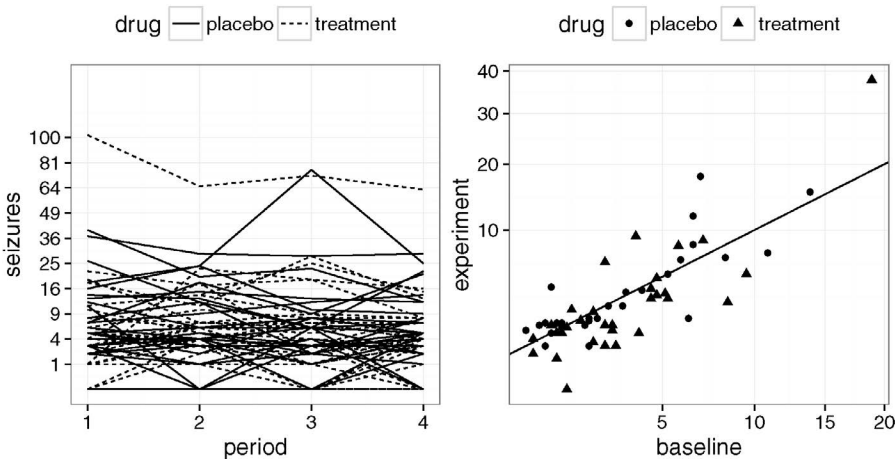 drug placebo treatment
seizures
100
81
64
49
36
25
16
9
4
1
1 2 3 4
period
drug placebo treatment
experiment
40
30
20
10
5 10 15 20
baseline